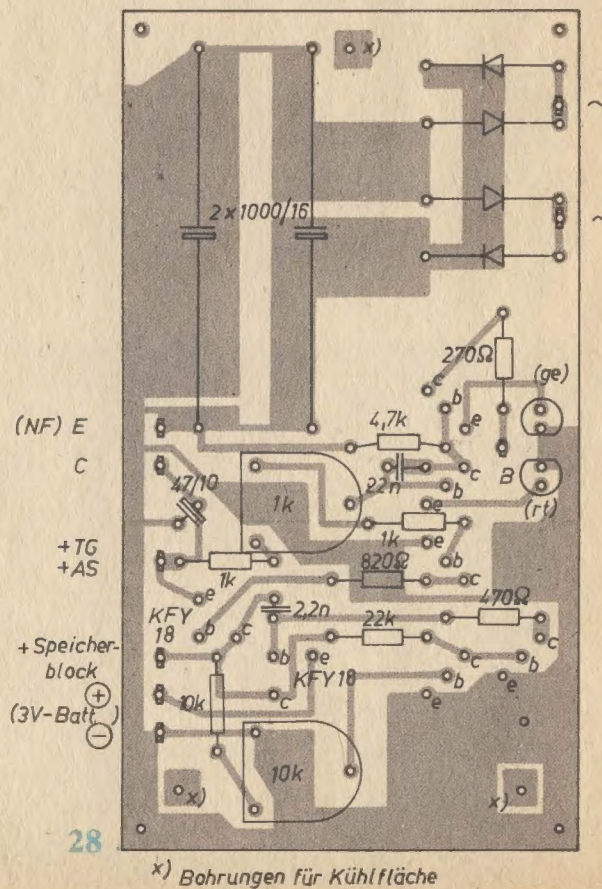 x)
~
2x1000/16
~
270Ω
(ge)
c
b
e
(NF) E
4,7k
C
c
B
22n
b
47/10
1k
e
(rt)
1k
e
+TG
b
+AS
1k
820Ω
c
e
KFY
18
2,2n
470Ω
b
c
22k
c
+Speicher-
block
b
e
c
b
KFY18
+
10k
c
b
e
(3V-Batt.)
e
−
10k
x)
x)
28
x) Bohrungen für Kühlfläche